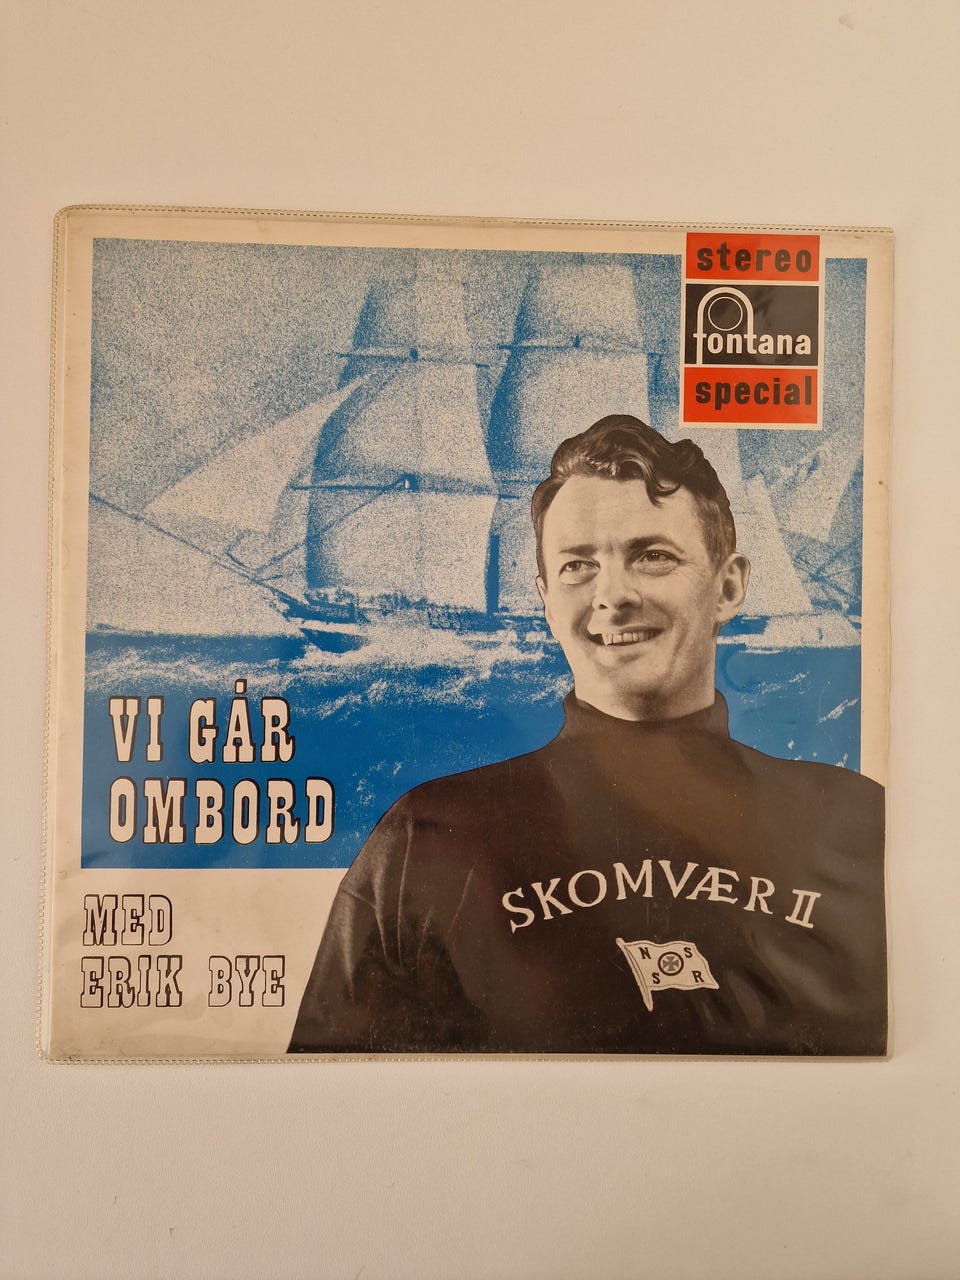 stereo
fontana
special
VI GÅR
OMBORD
MED
ERIK BYE
SKOMVÆR II
N S
S R